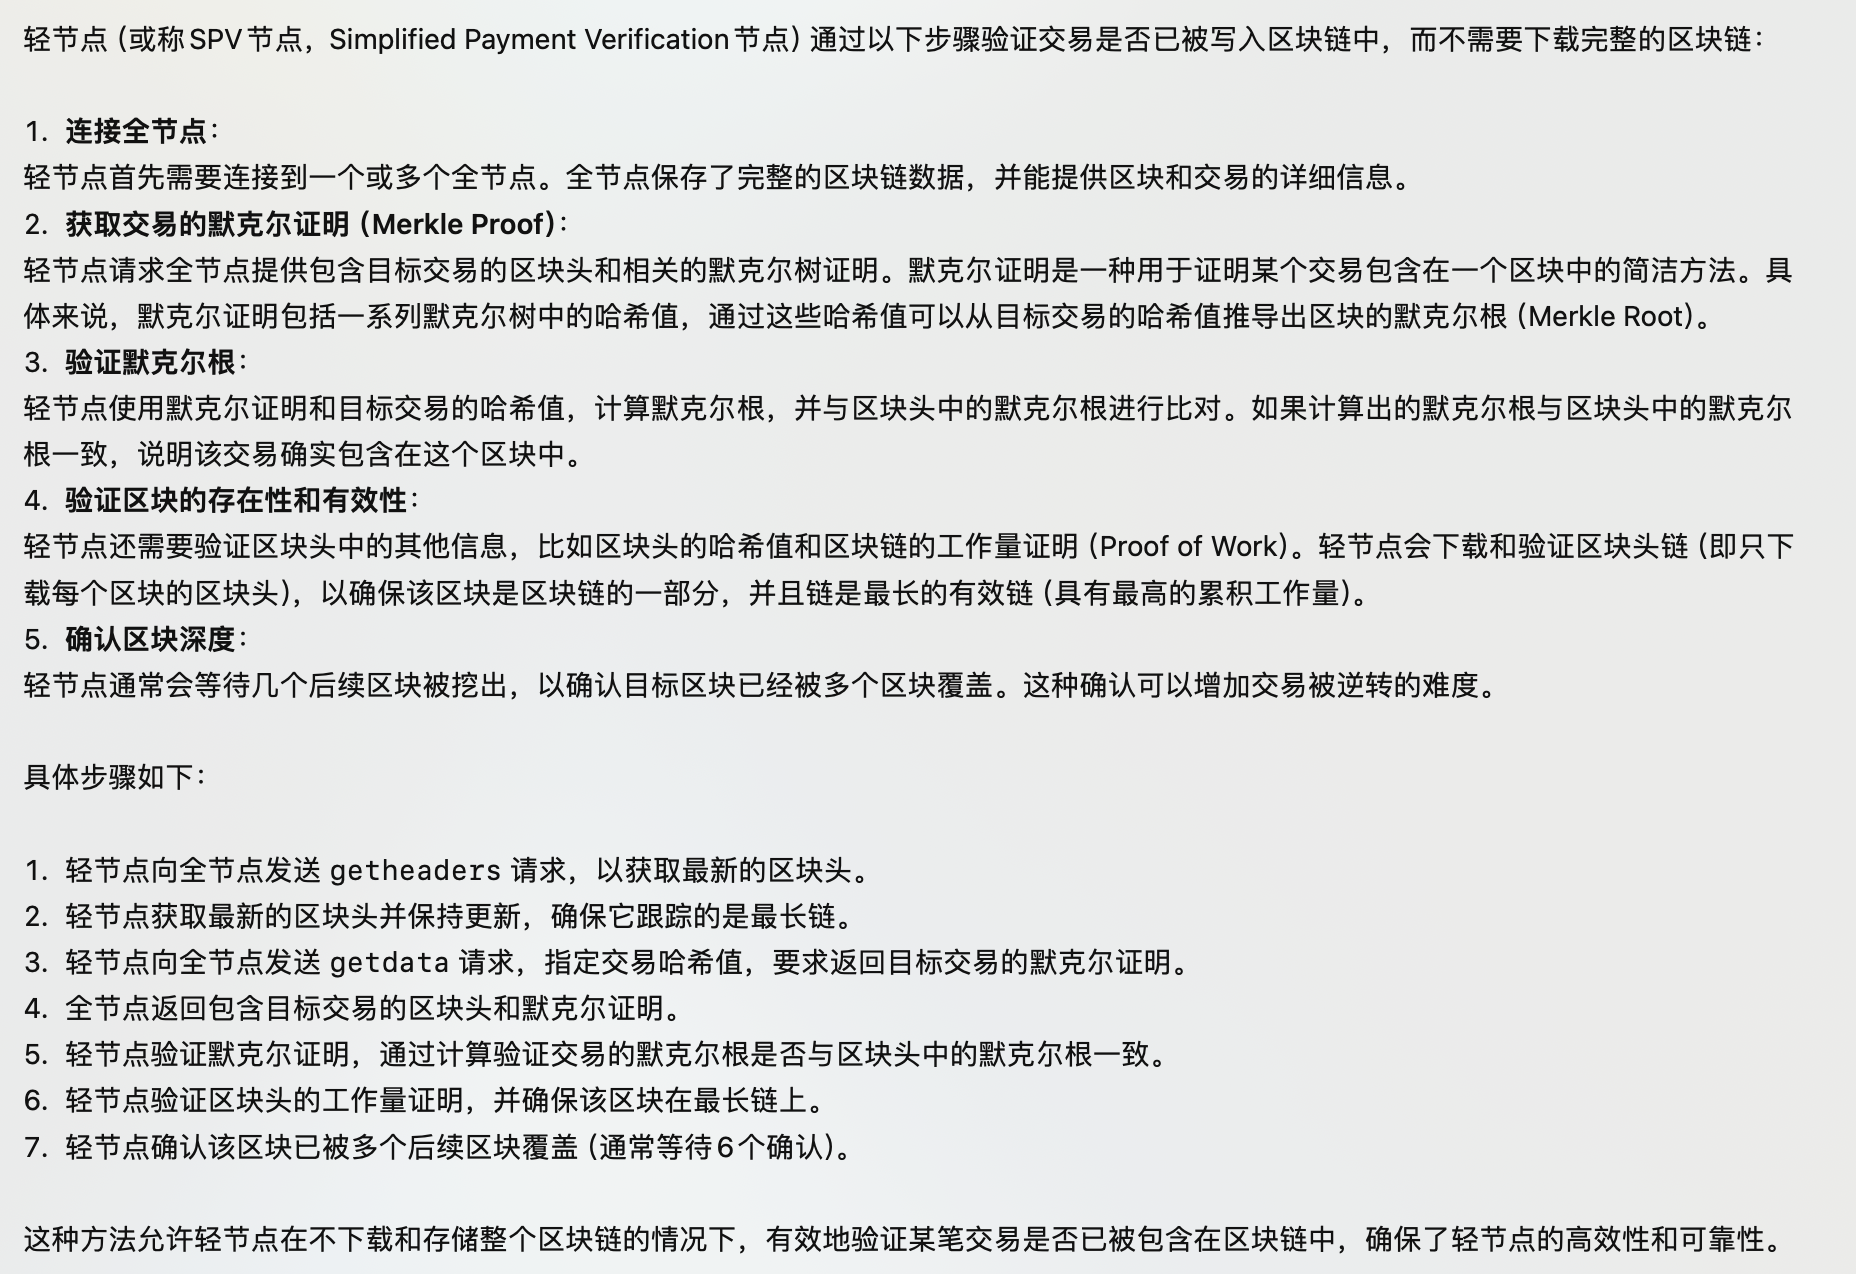 轻节点（或称 SPV 节点，Simplified Payment Verification 节点）通过以下步骤验证交易是否已被写入区块链中，而不需要下载完整的区块链：
1. 连接全节点：
轻节点首先需要连接到一个或多个全节点。全节点保存了完整的区块链数据，并能提供区块和交易的详细信息。
2. 获取交易的默克尔证明（Merkle Proof）：
轻节点请求全节点提供包含目标交易的区块头和相关的默克尔树证明。默克尔证明是一种用于证明某个交易包含在一个区块中的简洁方法。具
体来说，默克尔证明包括一系列默克尔树中的哈希值，通过这些哈希值可以从目标交易的哈希值推导出区块的默克尔根（Merkle Root）。
3. 验证默克尔根：
轻节点使用默克尔证明和目标交易的哈希值，计算默克尔根，并与区块头中的默克尔根进行比对。如果计算出的默克尔根与区块头中的默克尔
根一致，说明该交易确实包含在这个区块中。
4. 验证区块的存在性和有效性：
轻节点还需要验证区块头中的其他信息，比如区块头的哈希值和区块链的工作量证明（Proof of Work）。轻节点会下载和验证区块头链（即只下
载每个区块的区块头），以确保该区块是区块链的一部分，并且链是最长的有效链（具有最高的累积工作量）。
5. 确认区块深度：
轻节点通常会等待几个后续区块被挖出，以确认目标区块已经被多个区块覆盖。这种确认可以增加交易被逆转的难度。
具体步骤如下：
1. 轻节点向全节点发送 getheaders 请求，以获取最新的区块头。
2. 轻节点获取最新的区块头并保持更新，确保它跟踪的是最长链。
3. 轻节点向全节点发送 getdata 请求，指定交易哈希值，要求返回目标交易的默克尔证明。
4. 全节点返回包含目标交易的区块头和默克尔证明。
5. 轻节点验证默克尔证明，通过计算验证交易的默克尔根是否与区块头中的默克尔根一致。
6. 轻节点验证区块头的工作量证明，并确保该区块在最长链上。
7. 轻节点确认该区块已被多个后续区块覆盖（通常等待 6 个确认）。
这种方法允许轻节点在不下载和存储整个区块链的情况下，有效地验证某笔交易是否已被包含在区块链中，确保了轻节点的高效性和可靠性。